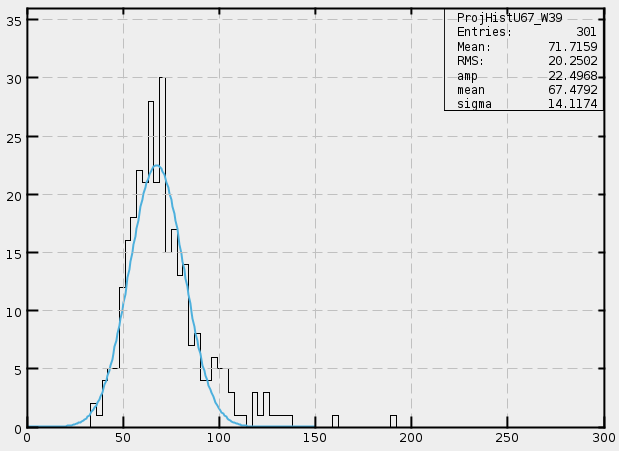 ProjHistU67_W39
Entries: 301
Mean: 71.7159
RMS: 20.2502
amp 22.4968
mean 67.4792
sigma 14.1174
35
30
25
20
15
10
5
0
0 50 100 150 200 250 300